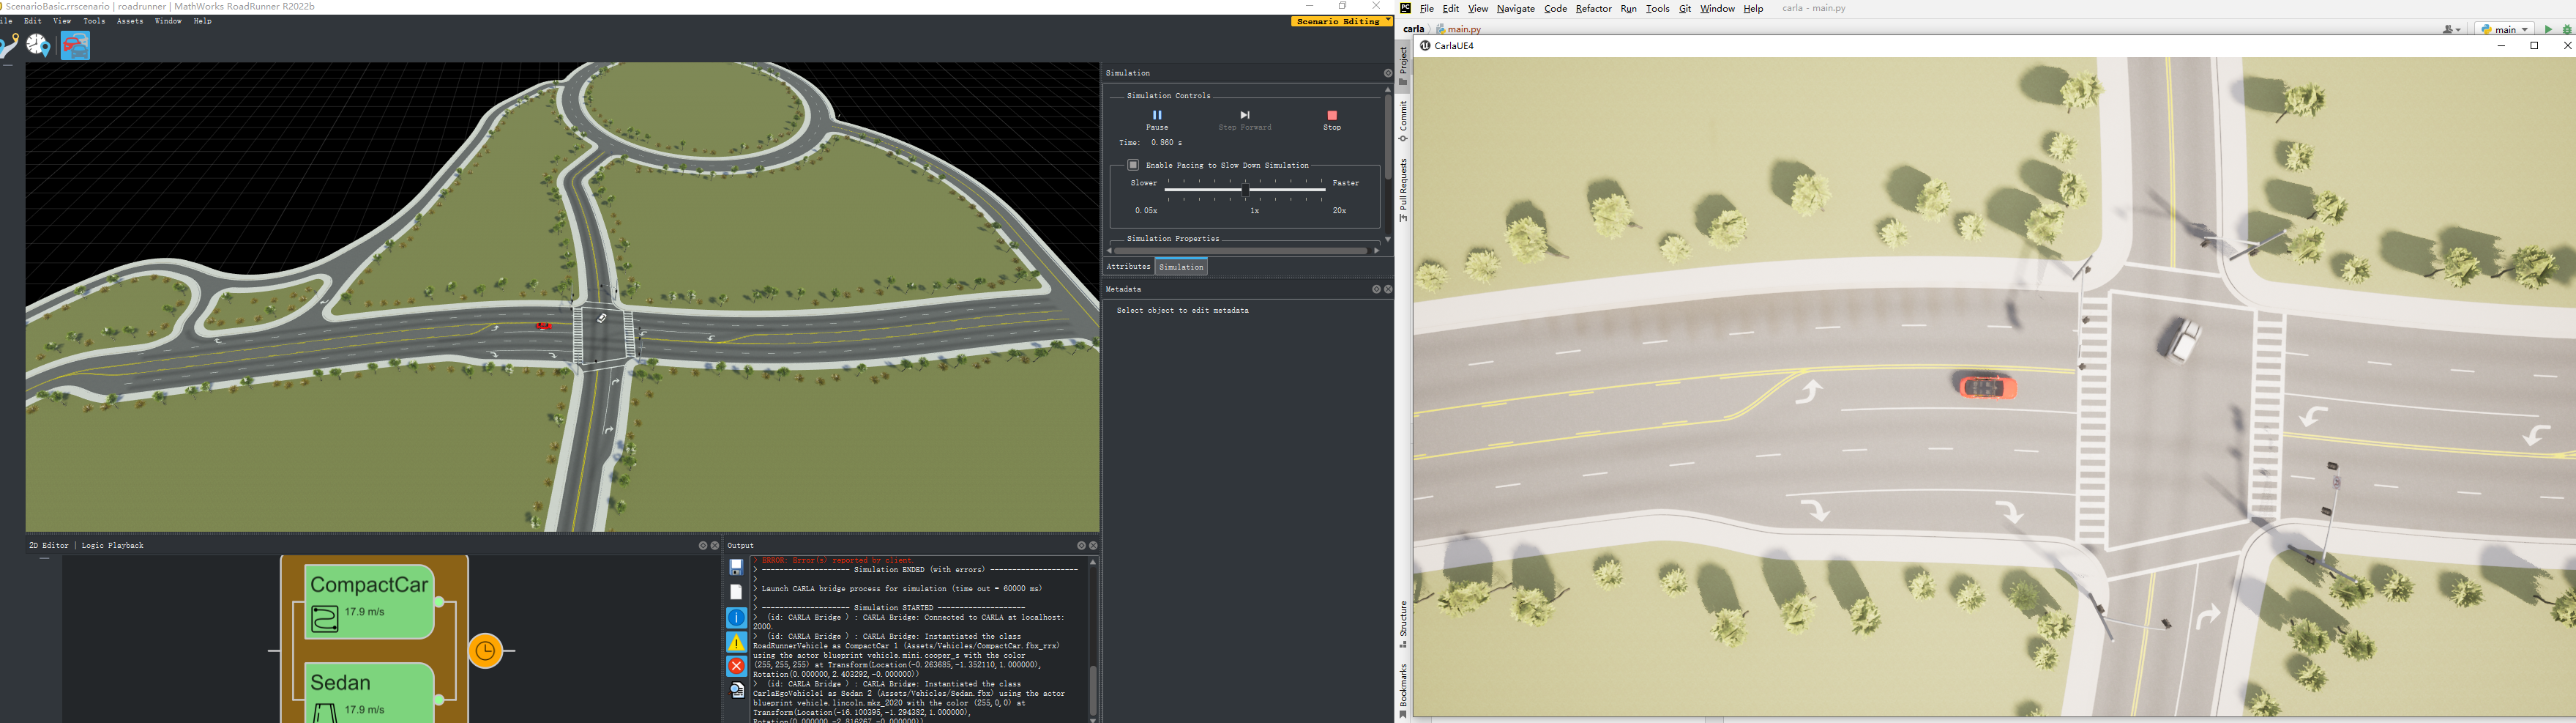 ScenarioBasic.rrscenario | roadrunner | MathWorks RoadRunner R2022b
ile Edit View Tools Assets Window Help
Scenario Editing
Simulation
Simulation Controls
Pause
Step Forward
Stop
Time: 0.860 s
Enable Pacing to Slow Down Simulation
Slower
Faster
0.05x
1x
20x
Simulation Properties
Attributes
Simulation
Metadata
Select object to edit metadata
2D Editor | Logic Playback
CompactCar
17.9 m/s
Sedan
17.9 m/s
Output
> ERROR: Error(s) reported by client.
> -------------------- Simulation ENDED (with errors) --------------------
>
> Launch CARLA bridge process for simulation (time out = 60000 ms)
>
> -------------------- Simulation STARTED --------------------
> (id: CARLA Bridge ) : CARLA Bridge: Connected to CARLA at localhost:
2000.
> (id: CARLA Bridge ) : CARLA Bridge: Instantiated the class
RoadRunnerVehicle as CompactCar 1 (Assets/Vehicles/CompactCar.fbx_rrx)
using the actor blueprint vehicle.mini.cooper_s with the color
(255,255,255) at Transform(Location(-0.263685,-1.352110,1.000000),
Rotation(0.000000,2.403292,-0.000000))
> (id: CARLA Bridge ) : CARLA Bridge: Instantiated the class
CarlaEgoVehicle1 as Sedan 2 (Assets/Vehicles/Sedan.fbx) using the actor
blueprint vehicle.lincoln.mkz_2020 with the color (255,0,0) at
Transform(Location(-16.100395,-1.294382,1.000000),
Rotation(0.000000,-2.816267,-0.000000))
PC
File Edit View Navigate Code Refactor Run Tools Git Window Help
carla - main.py
carla
main.py
main
CarlaUE4
Project
Commit
Pull Requests
Structure
Bookmarks